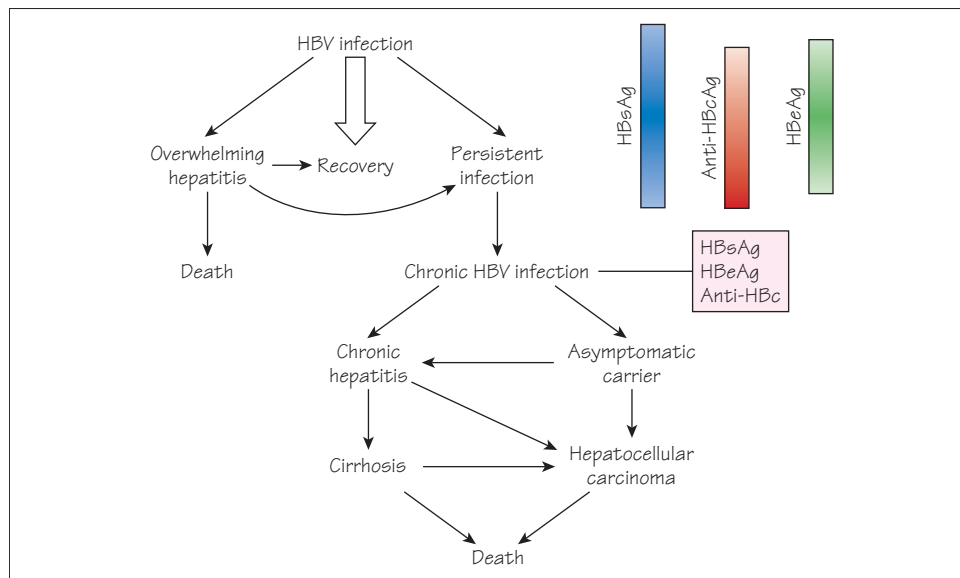 HBV infection
HBsAg
Anti-HBcAg
HBeAg
Overwhelming
hepatitis
Recovery
Persistent
infection
Death
Chronic HBV infection
HBsAg
HBeAg
Anti-HBc
Chronic
hepatitis
Asymptomatic
carrier
Cirrhosis
Hepatocellular
carcinoma
Death